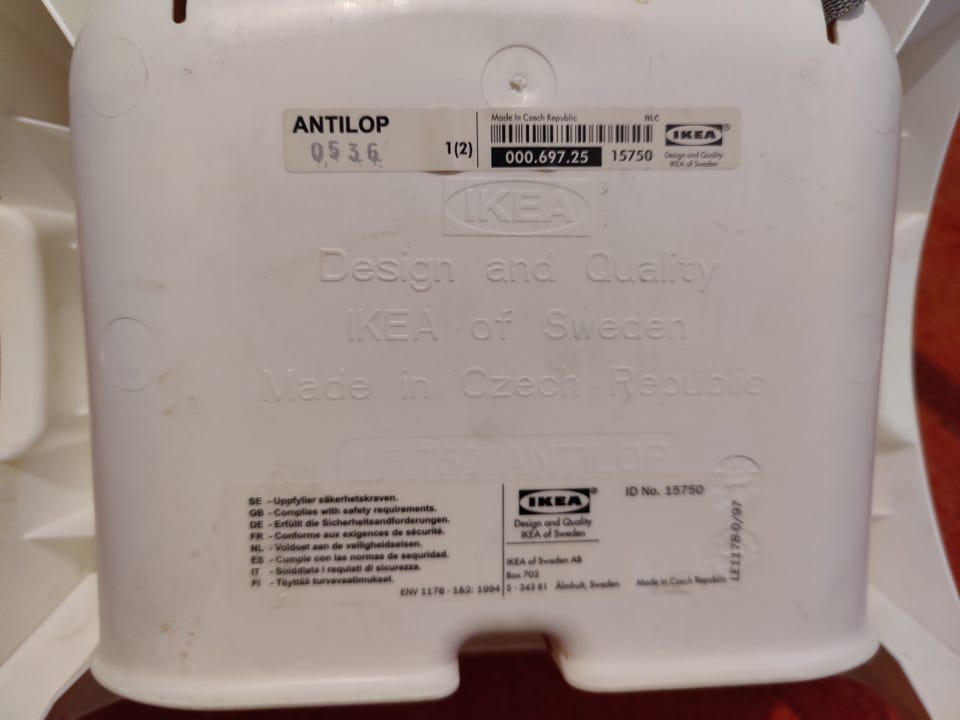 ANTILOP
0536
1(2)
Made in Czech Republic NLC
000.697.25 15750
IKEA®
Design and Quality
IKEA of Sweden
IKEA®
Design and Quality
IKEA of Sweden
Made in Czech Republic
15750 ANTILOP
SE - Uppfyller säkerhetskraven.
GB - Complies with safety requirements.
DE - Erfüllt die Sicherheitsandforderungen.
FR - Conforme aux exigences de sécurité.
NL - Voldoet aan de veiligheidseisen.
ES - Cumple con las normas de seguridad.
IT - Soiddista i requisti di sicurezza.
FI - Täyttää turvavaatimukset.
ENV 1178 - 1&2: 1994
IKEA®
Design and Quality
IKEA of Sweden
ID No. 15750
IKEA of Sweden AB
Box 702
S - 343 81 Älmhult, Sweden
Made in Czech Republic
LE1178-0/97